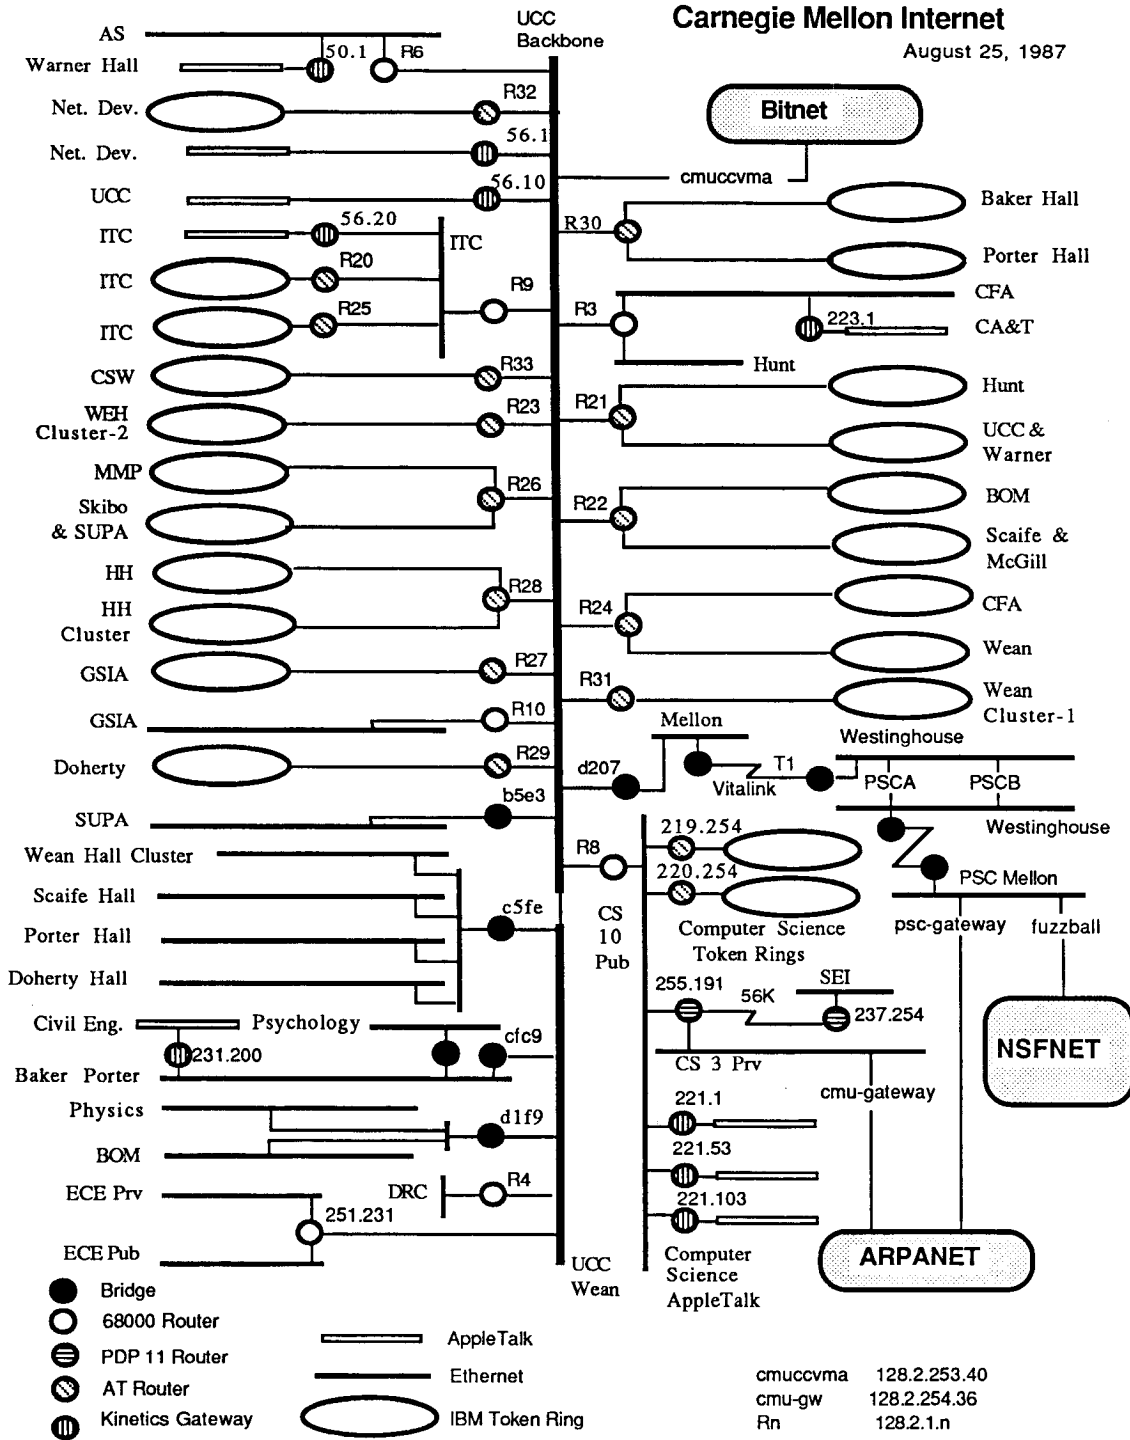 Carnegie Mellon Internet
August 25, 1987
UCC
Backbone
AS
Warner Hall
50.1
R6
Net. Dev.
R32
Net. Dev.
56.1
UCC
56.10
ITC
56.20
ITC
ITC
R20
R9
ITC
R25
CSW
R33
WEH
Cluster-2
R23
MMP
R26
Skibo
& SUPA
HH
R28
HH
Cluster
GSIA
R27
GSIA
R10
Doherty
R29
SUPA
b5e3
Wean Hall Cluster
Scaife Hall
c5fe
Porter Hall
Doherty Hall
Civil Eng.
Psychology
231.200
cfc9
Baker Porter
Physics
d1f9
BOM
ECE Prv
DRC
R4
251.231
ECE Pub
UCC
Wean
Bitnet
cmuccvma
R30
Baker Hall
Porter Hall
R3
CFA
223.1
CA&T
Hunt
R21
Hunt
UCC &
Warner
R22
BOM
Scaife &
McGill
R24
CFA
Wean
R31
Wean
Cluster-1
Mellon
d207
Vitalink
T1
Westinghouse
PSCA
PSCB
Westinghouse
PSC Mellon
psc-gateway
fuzzball
R8
CS
10
Pub
219.254
220.254
Computer Science
Token Rings
255.191
56K
SEI
237.254
CS 3 Prv
cmu-gateway
NSFNET
221.1
221.53
221.103
Computer
Science
AppleTalk
ARPANET
Bridge
68000 Router
PDP 11 Router
AT Router
Kinetics Gateway
AppleTalk
Ethernet
IBM Token Ring
cmuccvma 128.2.253.40
cmu-gw 128.2.254.36
Rn 128.2.1.n